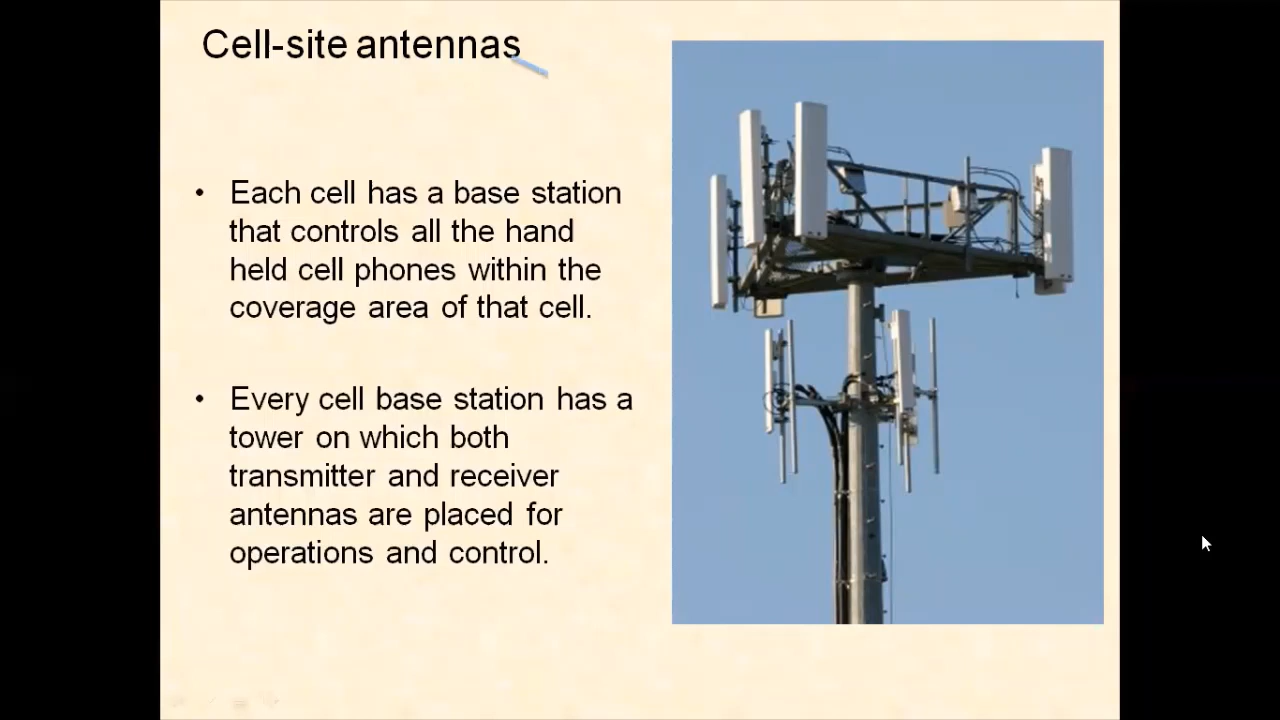 Cell-site antennas
• Each cell has a base station
that controls all the hand
held cell phones within the
coverage area of that cell.
• Every cell base station has a
tower on which both
transmitter and receiver
antennas are placed for
operations and control.